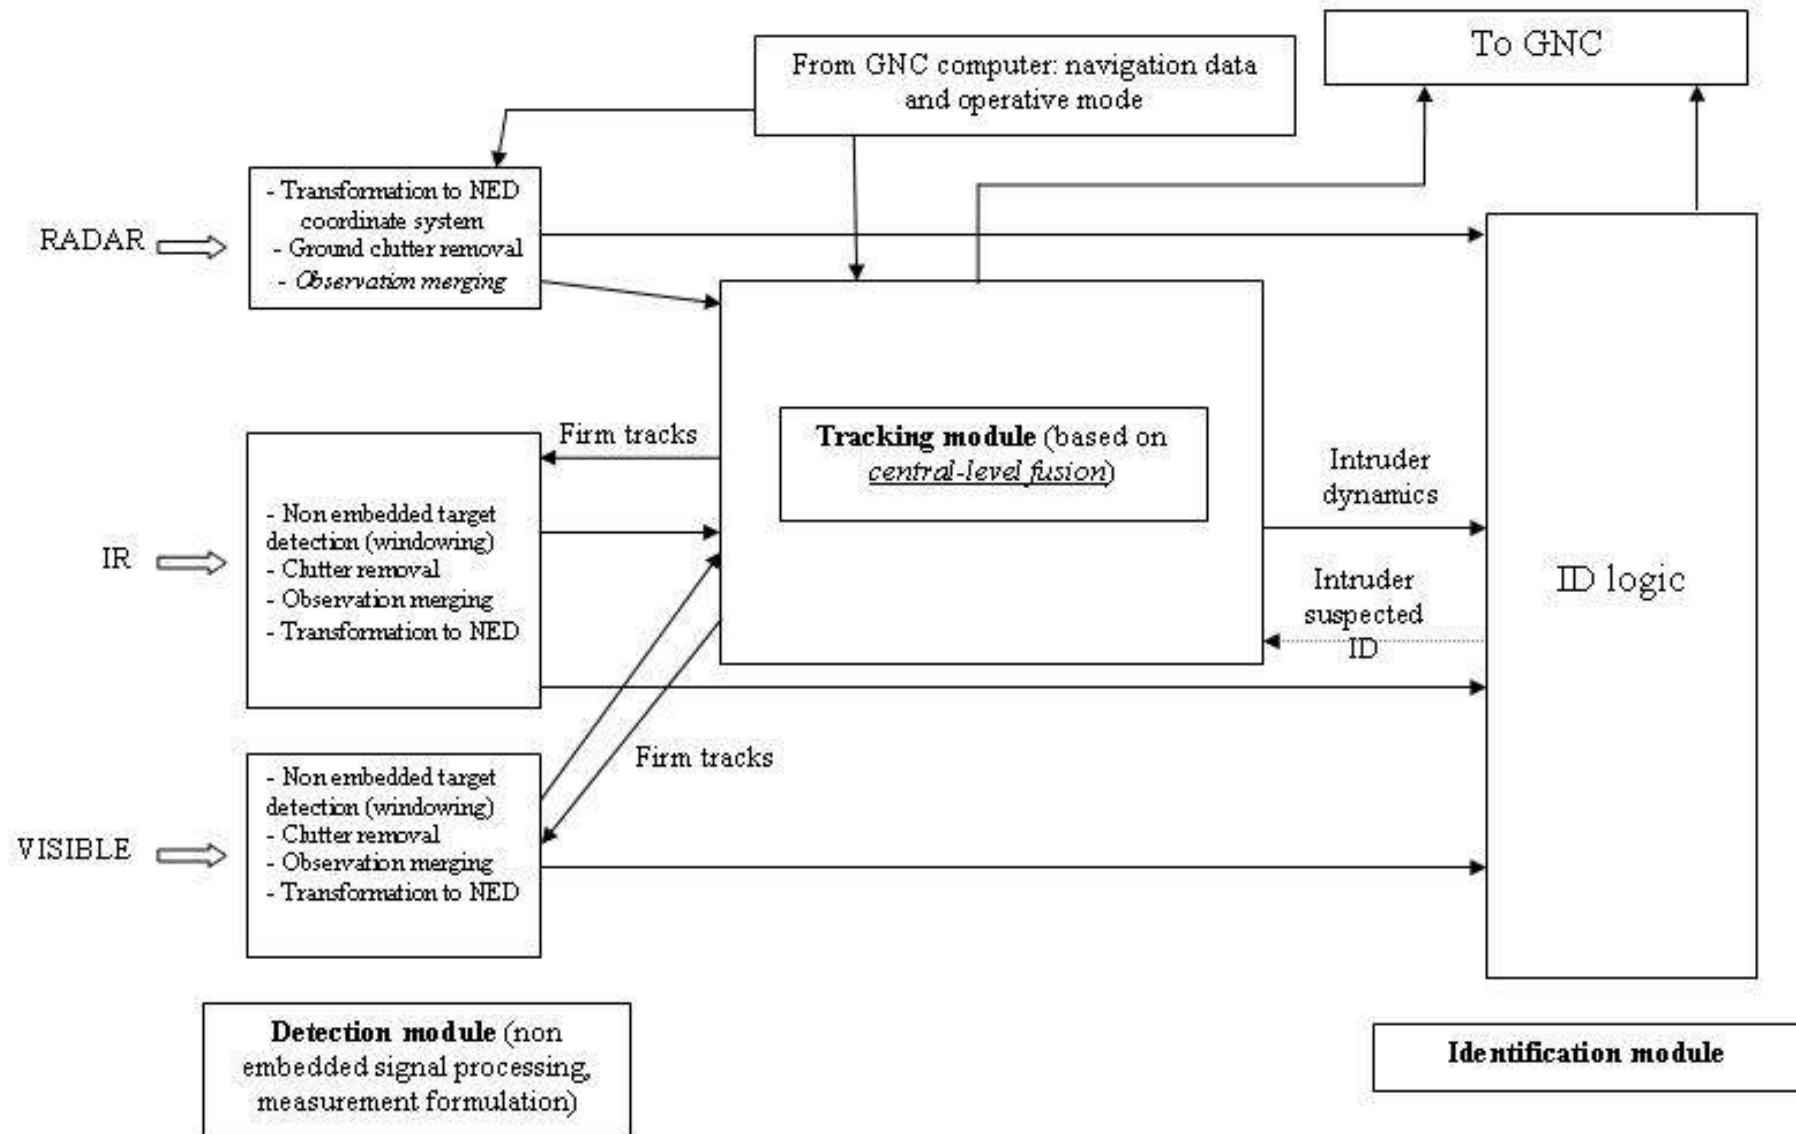 To GNC
From GNC computer: navigation data
and operative mode
RADAR
- Transformation to NED
coordinate system
- Ground clutter removal
- Observation merging
Firm tracks
Tracking module (based on
central-level fusion)
Intruder
dynamics
IR
- Non embedded target
detection (windowing)
- Clutter removal
- Observation merging
- Transformation to NED
Intruder
suspected
ID
ID logic
Firm tracks
VISIBLE
- Non embedded target
detection (windowing)
- Clutter removal
- Observation merging
- Transformation to NED
Detection module (non
embedded signal processing,
measurement formulation)
Identification module